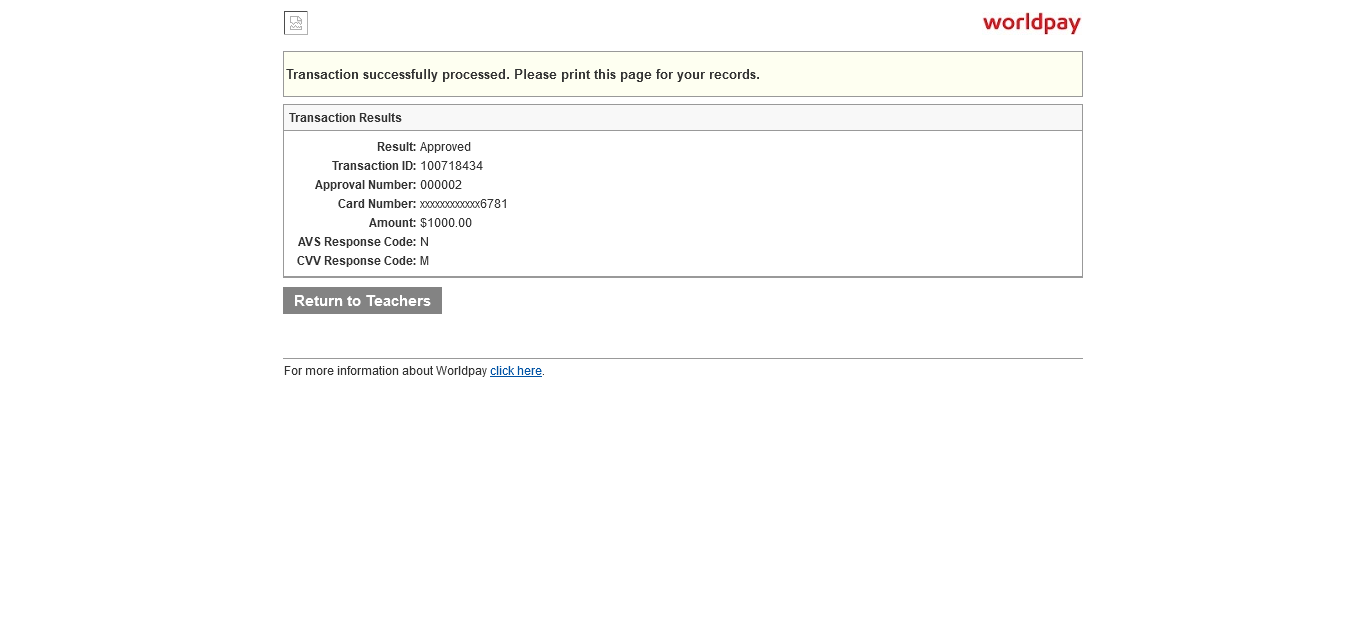 worldpay
Transaction successfully processed. Please print this page for your records.
Transaction Results
Result: Approved
Transaction ID: 100718434
Approval Number: 000002
Card Number: xxxxxxxxxxxx6781
Amount: $1000.00
AVS Response Code: N
CVV Response Code: M
Return to Teachers
For more information about Worldpay click here.